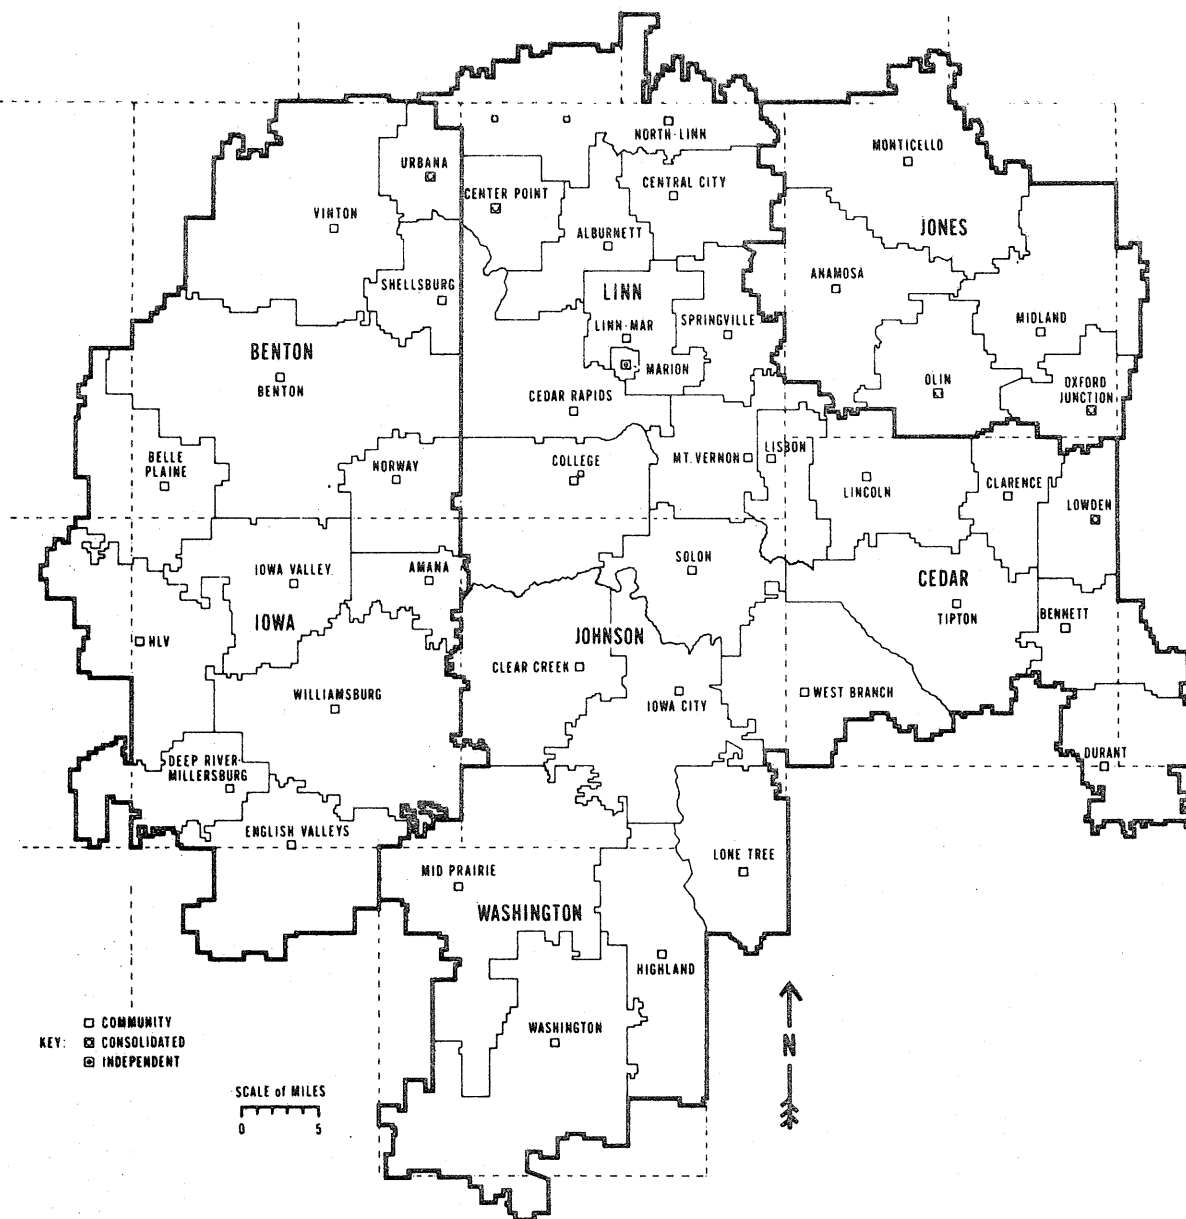 NORTH-LINN
MONTICELLO
URBANA
CENTER POINT
CENTRAL CITY
VINTON
ALBURNETT
JONES
ANAMOSA
SHELLSBURG
LINN
LINN-MAR
SPRINGVILLE
MIDLAND
BENTON
BENTON
MARION
CEDAR RAPIDS
OLIN
OXFORD
JUNCTION
BELLE
PLAINE
NORWAY
COLLEGE
MT. VERNON
LISBON
LINCOLN
CLARENCE
LOWDEN
IOWA VALLEY
AMANA
SOLON
CEDAR
TIPTON
BENNETT
IOWA
HLV
JOHNSON
CLEAR CREEK
WILLIAMSBURG
IOWA CITY
WEST BRANCH
DEEP RIVER-
MILLERSBURG
DURANT
ENGLISH VALLEYS
MID PRAIRIE
LONE TREE
WASHINGTON
HIGHLAND
WASHINGTON
N
KEY:
COMMUNITY
CONSOLIDATED
INDEPENDENT
SCALE of MILES
0 5